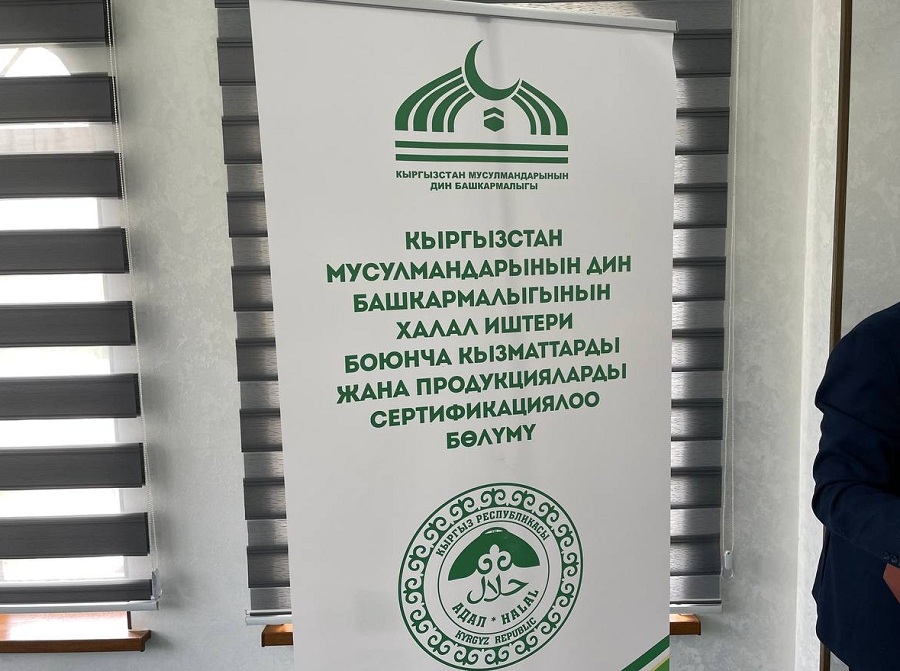 КЫРГЫЗСТАН МУСУЛМАНДАРЫНЫН
ДИН БАШКАРМАЛЫГЫ
КЫРГЫЗСТАН
МУСУЛМАНДАРЫНЫН ДИН
БАШКАРМАЛЫГЫНЫН
ХАЛАЛ ИШТЕРИ
БОЮНЧА КЫЗМАТТАРДЫ
ЖАНА ПРОДУКЦИЯЛАРДЫ
СЕРТИФИКАЦИЯЛОО
БӨЛҮМҮ
КЫРГЫЗ РЕСПУБЛИКАСЫ
حلال
АДАЛ * HALAL
KYRGYZ REPUBLIC